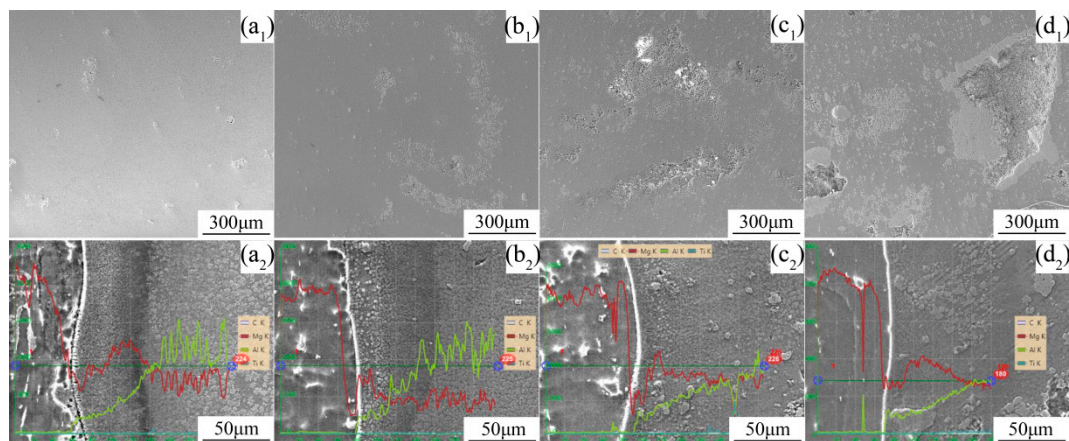 (a1) (b1) (c1) (d1)
300μm 300μm 300μm 300μm
(a2) (b2) (c2) (d2)
C K Mg K Al K Ti K
C K
Mg K
Al K
Ti K
C K
Mg K
Al K
Ti K
C K
Mg K
Al K
Ti K
224 225 226 180
50μm 50μm 50μm 50μm